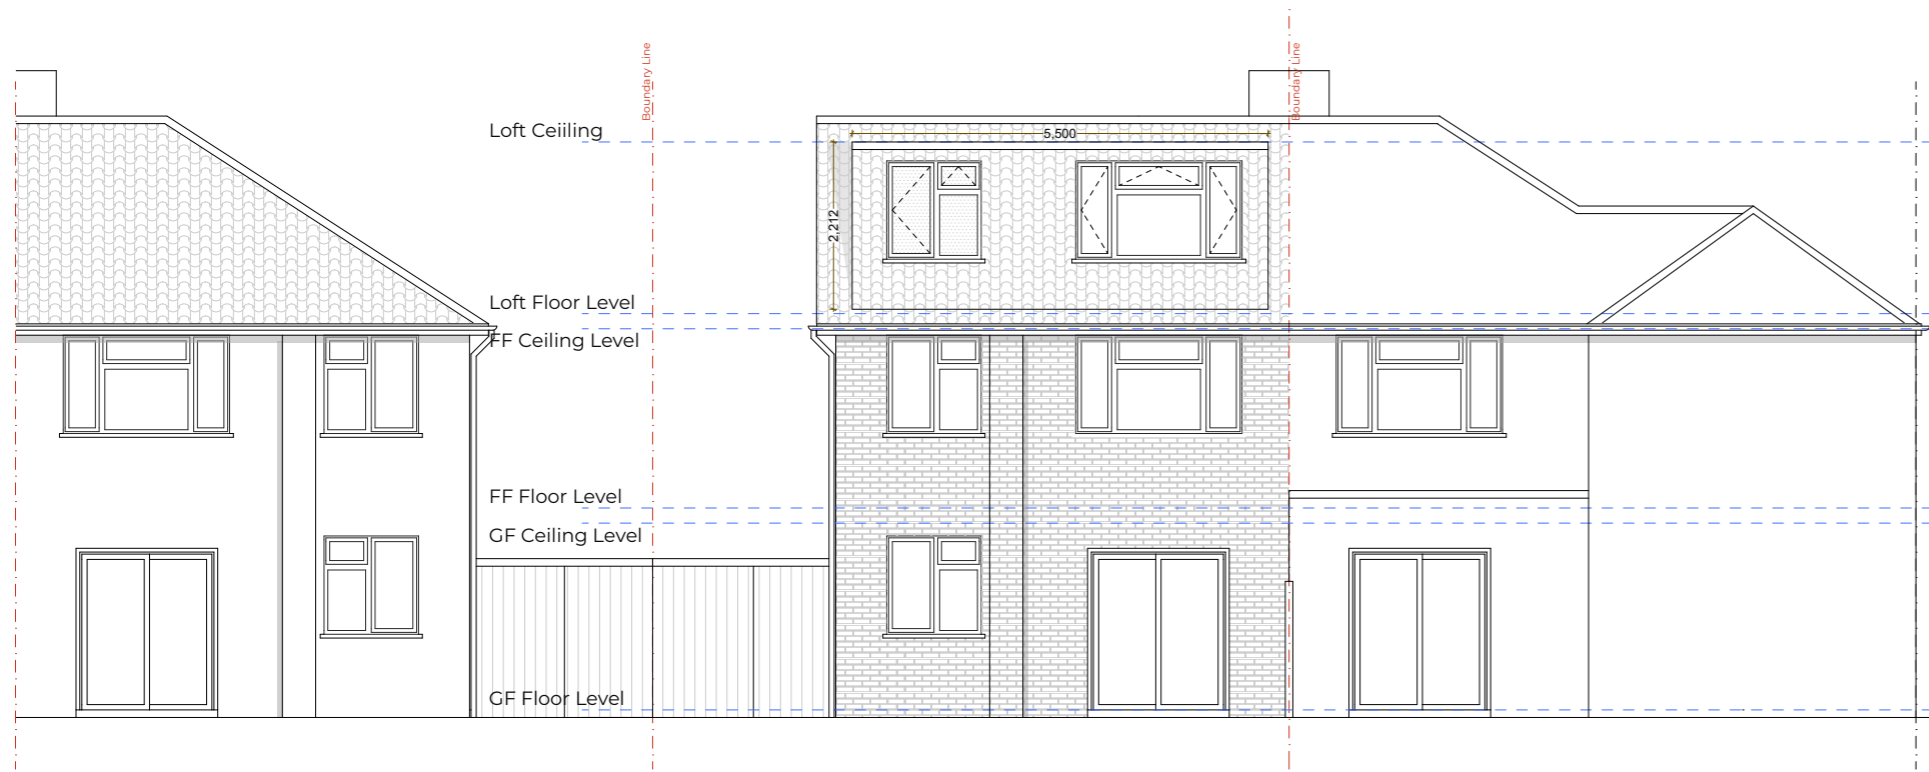 Boundary Line
Boundary Line
Loft Ceiiling
5,500
2,212
Loft Floor Level
FF Ceiling Level
FF Floor Level
GF Ceiling Level
GF Floor Level